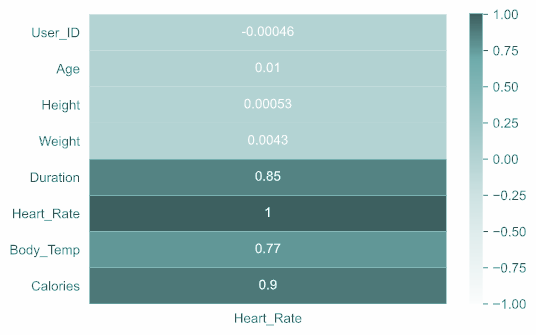 User_ID -0.00046
Age 0.01
Height 0.00053
Weight 0.0043
Duration 0.85
Heart_Rate 1
Body_Temp 0.77
Calories 0.9
Heart_Rate
1.00
0.75
0.50
0.25
0.00
−0.25
−0.50
−0.75
−1.00